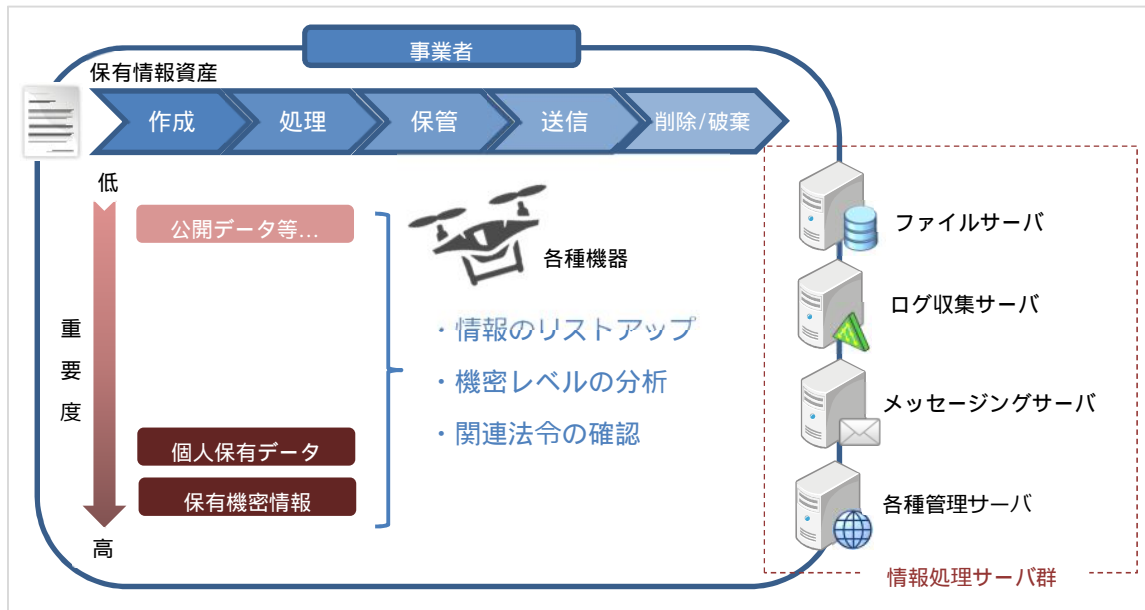 事業者
保有情報資産
作成
処理
保管
送信
削除/破棄
低
重要度
高
公開データ等…
個人保有データ
保有機密情報
各種機器
・情報のリストアップ
・機密レベルの分析
・関連法令の確認
ファイルサーバ
ログ収集サーバ
メッセージングサーバ
各種管理サーバ
情報処理サーバ群